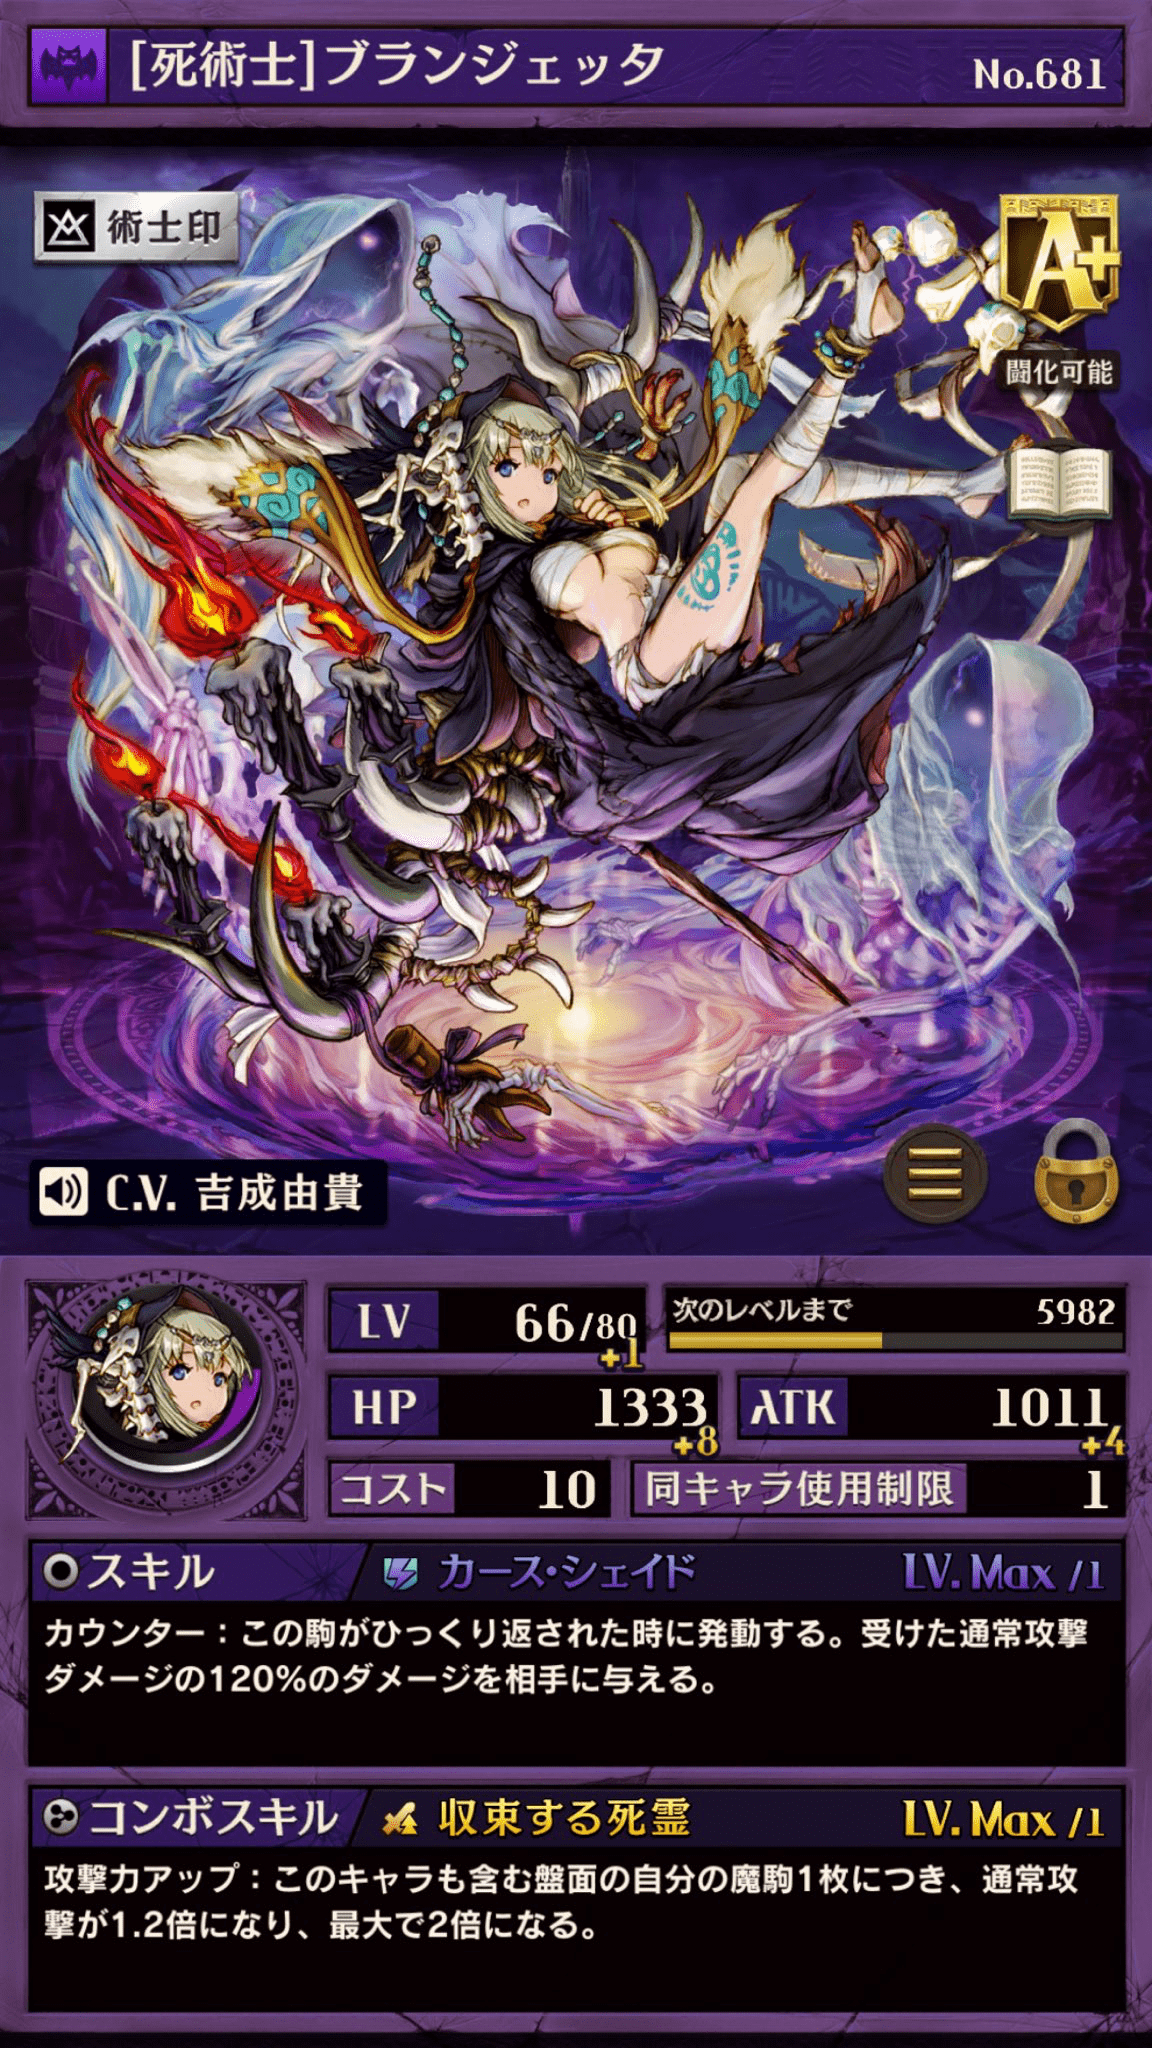 [死術士]ブランジェッタ
No.681
術士印
A+
闘化可能
C.V. 吉成由貴
LV 66/80 +1
次のレベルまで 5982
HP 1333 +8
ATK 1011 +4
コスト 10
同キャラ使用制限 1
スキル カース・シェイド LV.Max /1
カウンター：この駒がひっくり返された時に発動する。受けた通常攻撃
ダメージの120%のダメージを相手に与える。
コンボスキル 収束する死霊 LV.Max /1
攻撃力アップ：このキャラも含む盤面の自分の魔駒1枚につき、通常攻
撃が1.2倍になり、最大で2倍になる。